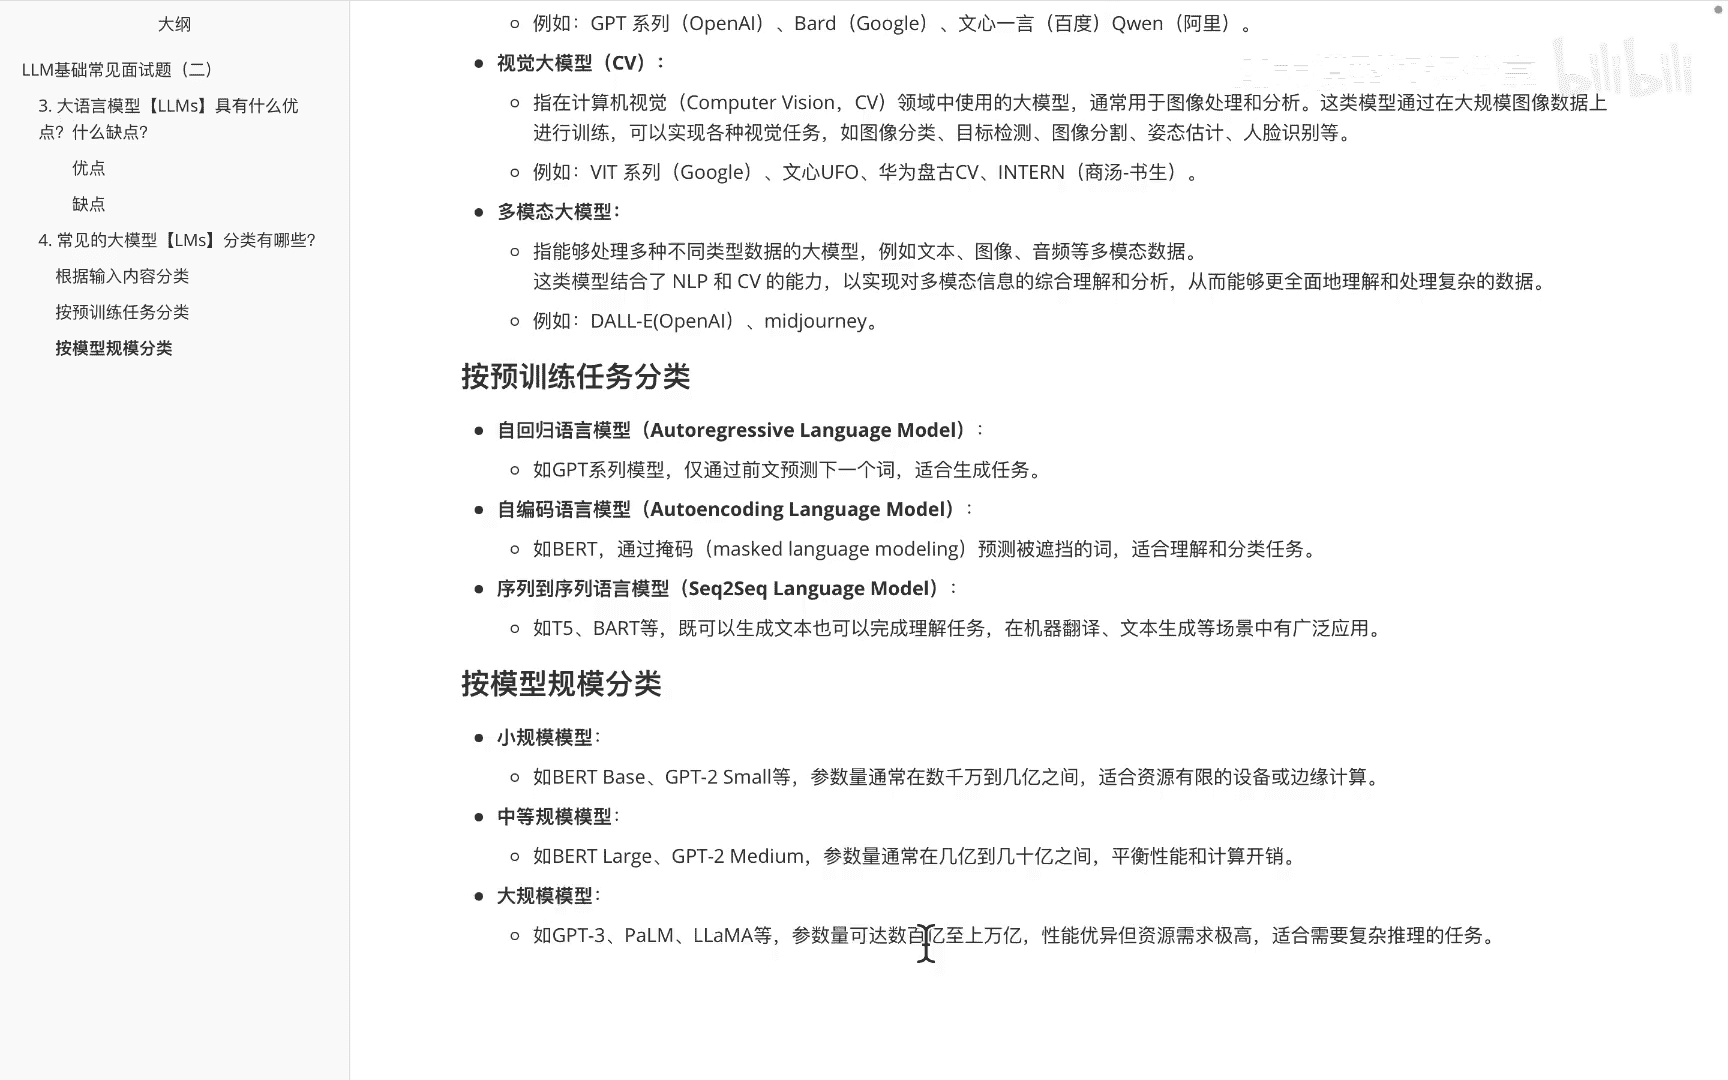 大纲
LLM基础常见面试题（二）
3. 大语言模型【LLMs】具有什么优
点？什么缺点？
优点
缺点
4. 常见的大模型【LMs】分类有哪些？
根据输入内容分类
按预训练任务分类
按模型规模分类
例如：GPT 系列（OpenAI）、Bard（Google）、文心一言（百度）Qwen（阿里）。
视觉大模型（CV）：
指在计算机视觉（Computer Vision，CV）领域中使用的大模型，通常用于图像处理和分析。这类模型通过在大规模图像数据上
进行训练，可以实现各种视觉任务，如图像分类、目标检测、图像分割、姿态估计、人脸识别等。
例如：VIT 系列（Google）、文心UFO、华为盘古CV、INTERN（商汤-书生）。
多模态大模型：
指能够处理多种不同类型数据的大模型，例如文本、图像、音频等多模态数据。
这类模型结合了 NLP 和 CV 的能力，以实现对多模态信息的综合理解和分析，从而能够更全面地理解和处理复杂的数据。
例如：DALL-E(OpenAI）、midjourney。
按预训练任务分类
自回归语言模型（Autoregressive Language Model）：
如GPT系列模型，仅通过前文预测下一个词，适合生成任务。
自编码语言模型（Autoencoding Language Model）：
如BERT，通过掩码（masked language modeling）预测被遮挡的词，适合理解和分类任务。
序列到序列语言模型（Seq2Seq Language Model）：
如T5、BART等，既可以生成文本也可以完成理解任务，在机器翻译、文本生成等场景中有广泛应用。
按模型规模分类
小规模模型：
如BERT Base、GPT-2 Small等，参数量通常在数千万到几亿之间，适合资源有限的设备或边缘计算。
中等规模模型：
如BERT Large、GPT-2 Medium，参数量通常在几亿到几十亿之间，平衡性能和计算开销。
大规模模型：
如GPT-3、PaLM、LLaMA等，参数量可达数百亿至上万亿，性能优异但资源需求极高，适合需要复杂推理的任务。
bilibili